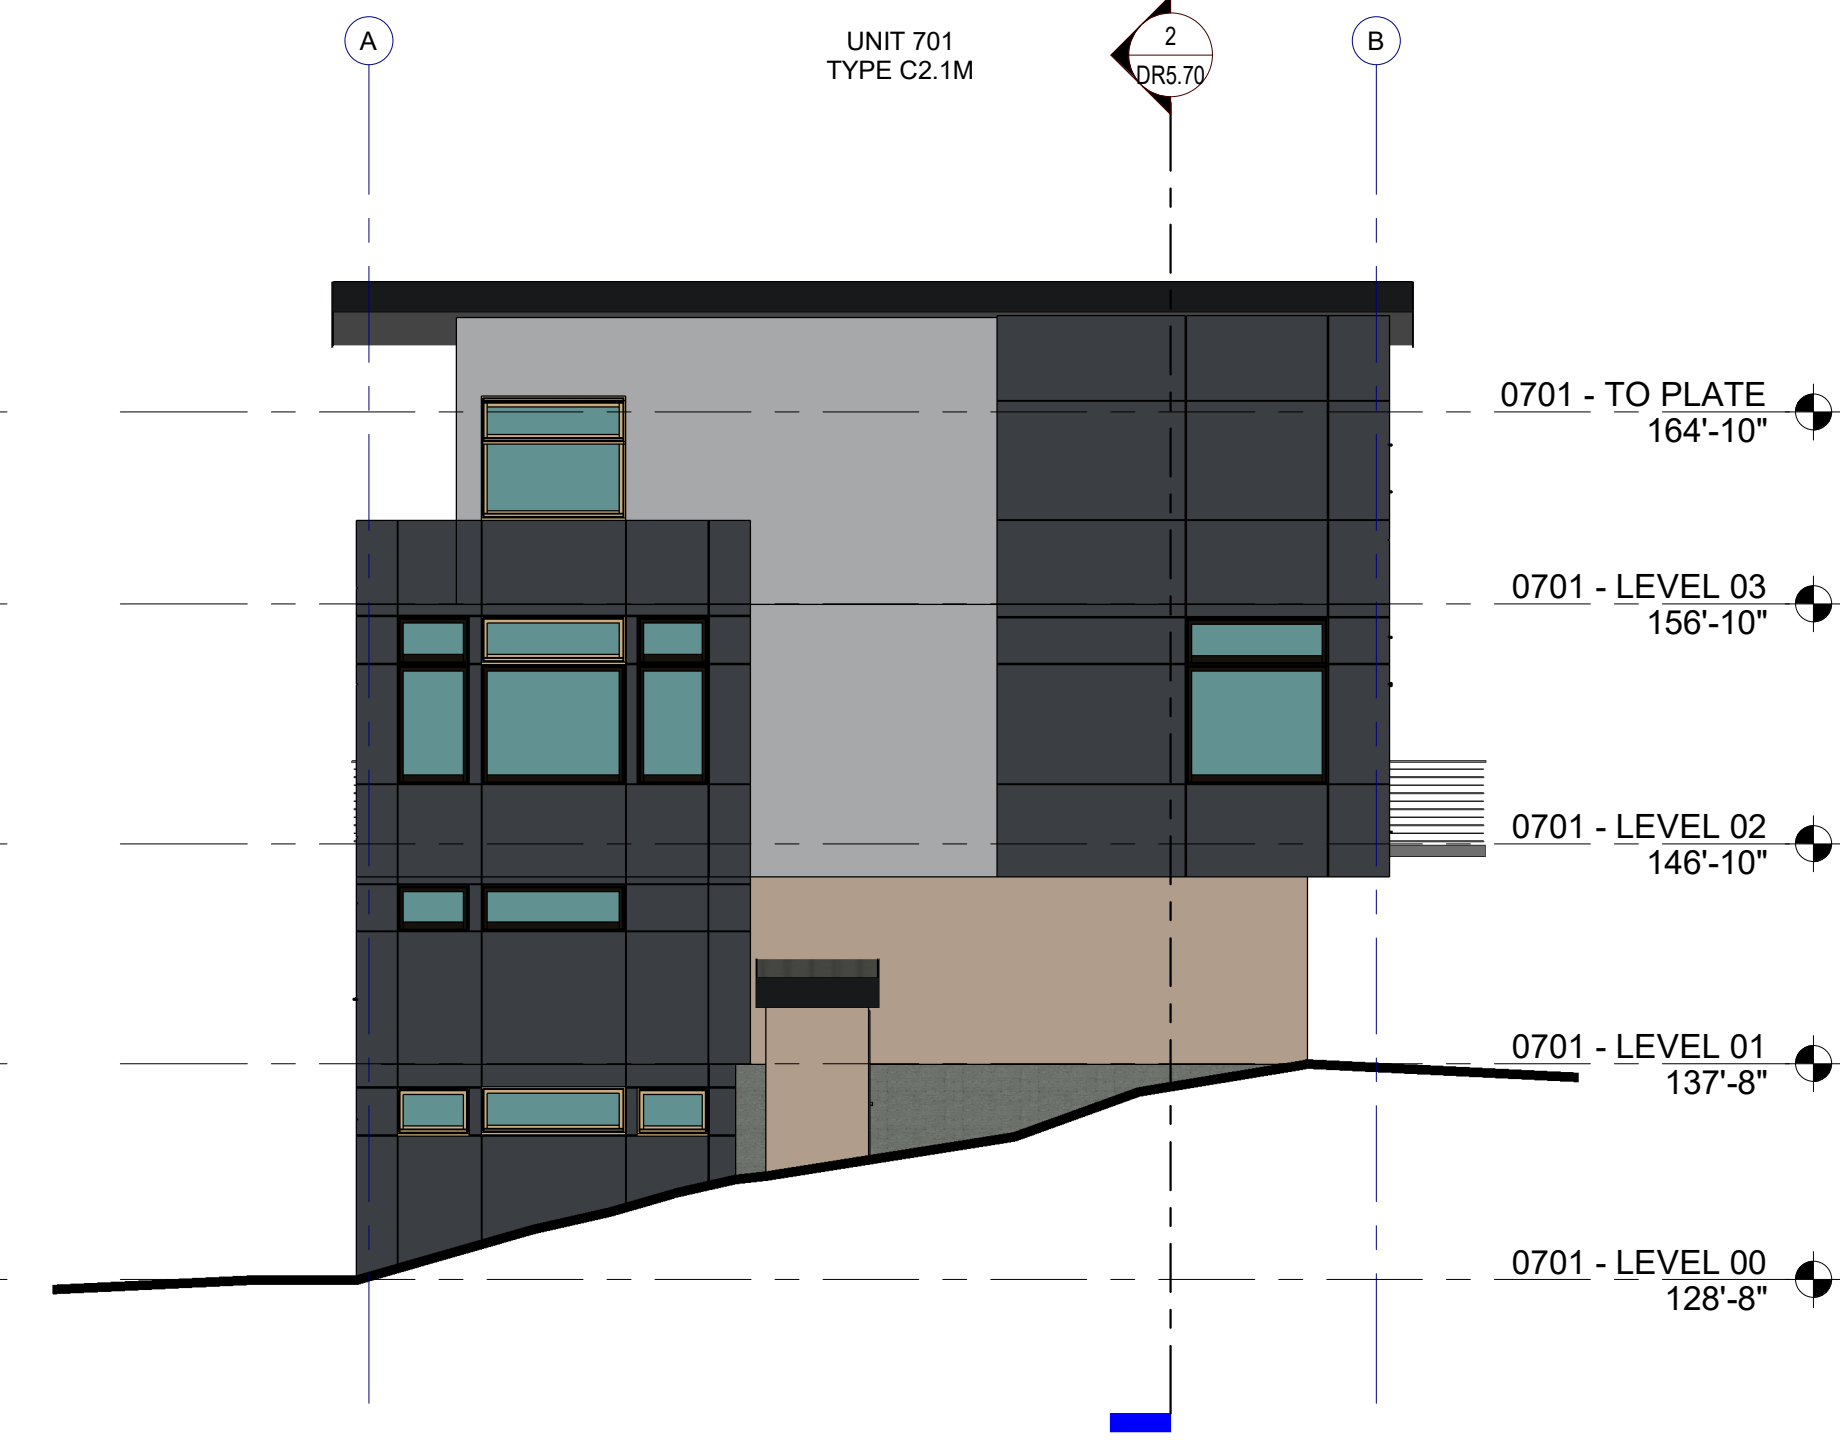 A
UNIT 701
TYPE C2.1M
2
DR5.70
B
0701 - TO PLATE
164'-10"
0701 - LEVEL 03
156'-10"
0701 - LEVEL 02
146'-10"
0701 - LEVEL 01
137'-8"
0701 - LEVEL 00
128'-8"